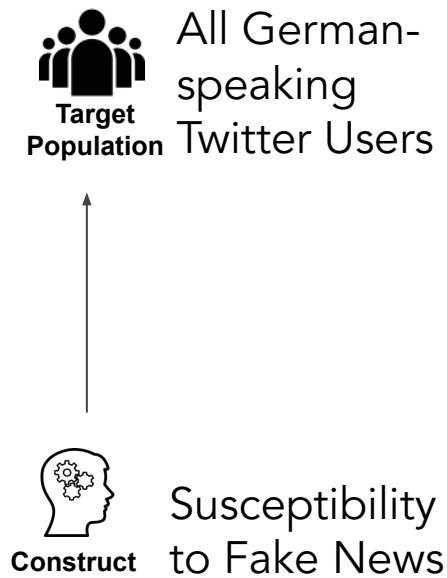 All German-
speaking
Twitter Users
Target
Population
Susceptibility
to Fake News
Construct